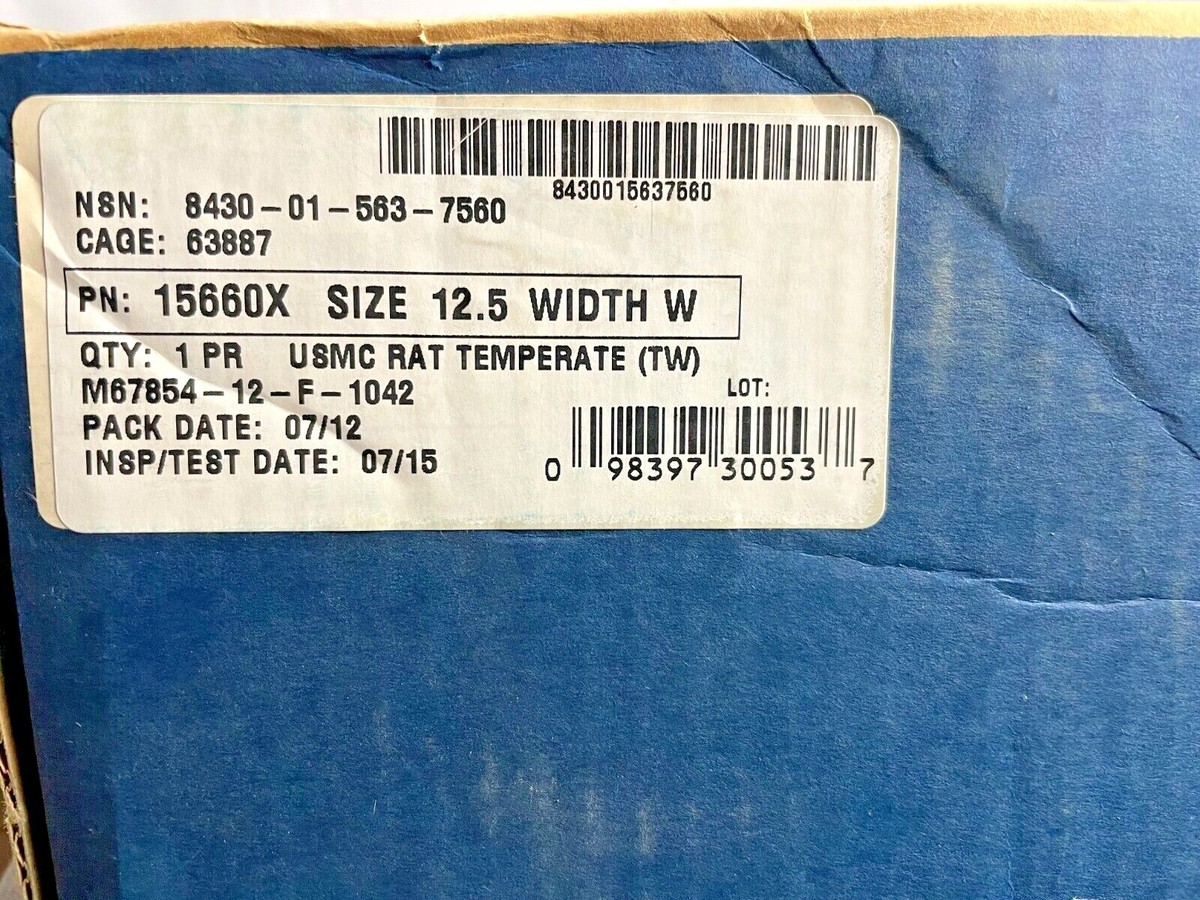 8430015637560
NSN: 8430-01-563-7560
CAGE: 63887
PN: 15660X SIZE 12.5 WIDTH W
QTY: 1 PR USMC RAT TEMPERATE (TW)
M67854-12-F-1042
LOT:
PACK DATE: 07/12
INSP/TEST DATE: 07/15
0 98397 30053 7